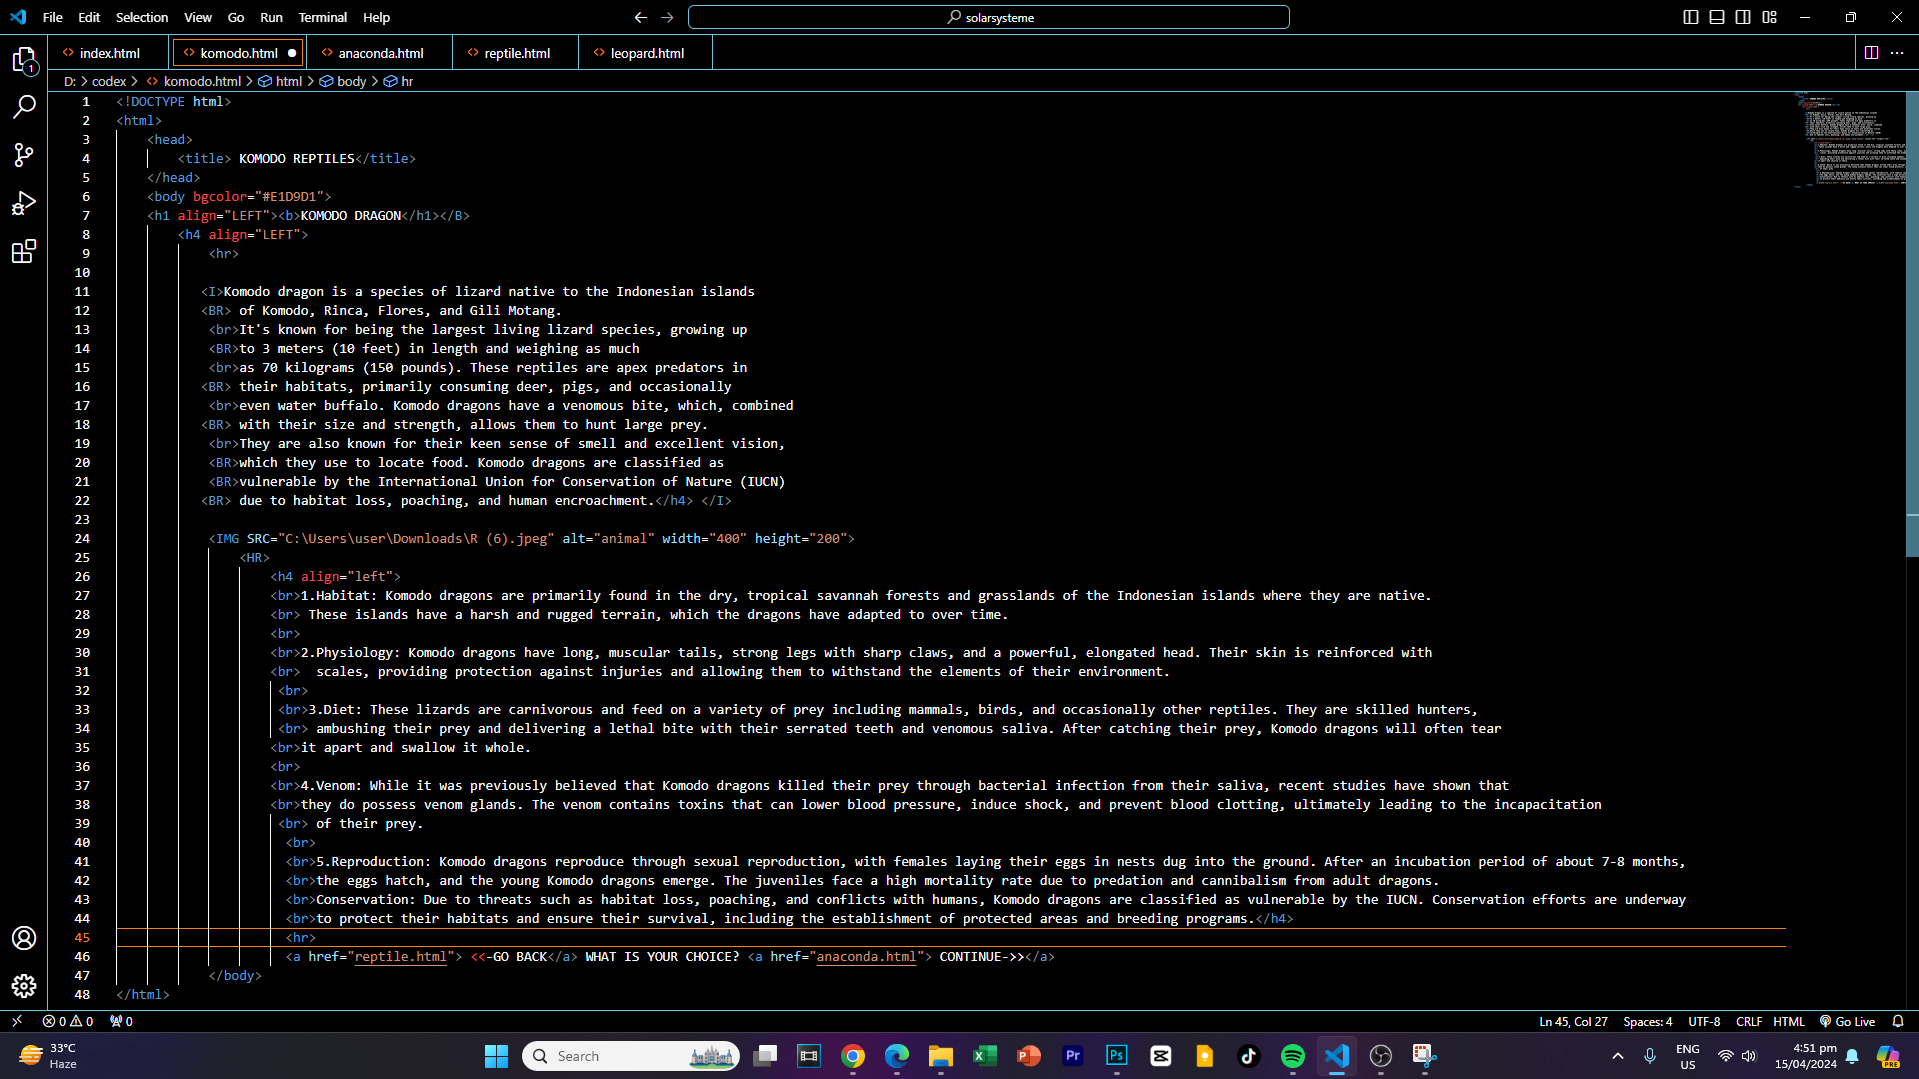 File Edit Selection View Go Run Terminal Help
solarsysteme
index.html komodo.html anaconda.html reptile.html leopard.html
D: > codex > komodo.html > html > body > hr
1 <!DOCTYPE html>
2 <html>
3 <head>
4 <title> KOMODO REPTILES</title>
5 </head>
6 <body bgcolor="#E1D9D1">
7 <h1 align="LEFT"><b>KOMODO DRAGON</h1></B>
8 <h4 align="LEFT">
9 <hr>
10
11 <I>Komodo dragon is a species of lizard native to the Indonesian islands
12 <BR> of Komodo, Rinca, Flores, and Gili Motang.
13 <br>It's known for being the largest living lizard species, growing up
14 <BR>to 3 meters (10 feet) in length and weighing as much
15 <br>as 70 kilograms (150 pounds). These reptiles are apex predators in
16 <BR> their habitats, primarily consuming deer, pigs, and occasionally
17 <br>even water buffalo. Komodo dragons have a venomous bite, which, combined
18 <BR> with their size and strength, allows them to hunt large prey.
19 <br>They are also known for their keen sense of smell and excellent vision,
20 <BR>which they use to locate food. Komodo dragons are classified as
21 <BR>vulnerable by the International Union for Conservation of Nature (IUCN)
22 <BR> due to habitat loss, poaching, and human encroachment.</h4> </I>
23
24 <IMG SRC="C:\Users\user\Downloads\R (6).jpeg" alt="animal" width="400" height="200">
25 <HR>
26 <h4 align="left">
27 <br>1.Habitat: Komodo dragons are primarily found in the dry, tropical savannah forests and grasslands of the Indonesian islands where they are native.
28 <br> These islands have a harsh and rugged terrain, which the dragons have adapted to over time.
29 <br>
30 <br>2.Physiology: Komodo dragons have long, muscular tails, strong legs with sharp claws, and a powerful, elongated head. Their skin is reinforced with
31 <br>  scales, providing protection against injuries and allowing them to withstand the elements of their environment.
32 <br>
33 <br>3.Diet: These lizards are carnivorous and feed on a variety of prey including mammals, birds, and occasionally other reptiles. They are skilled hunters,
34 <br> ambushing their prey and delivering a lethal bite with their serrated teeth and venomous saliva. After catching their prey, Komodo dragons will often tear
35 <br>it apart and swallow it whole.
36 <br>
37 <br>4.Venom: While it was previously believed that Komodo dragons killed their prey through bacterial infection from their saliva, recent studies have shown that
38 <br>they do possess venom glands. The venom contains toxins that can lower blood pressure, induce shock, and prevent blood clotting, ultimately leading to the incapacitation
39 <br> of their prey.
40 <br>
41 <br>5.Reproduction: Komodo dragons reproduce through sexual reproduction, with females laying their eggs in nests dug into the ground. After an incubation period of about 7-8 months,
42 <br>the eggs hatch, and the young Komodo dragons emerge. The juveniles face a high mortality rate due to predation and cannibalism from adult dragons.
43 <br>Conservation: Due to threats such as habitat loss, poaching, and conflicts with humans, Komodo dragons are classified as vulnerable by the IUCN. Conservation efforts are underway
44 <br>to protect their habitats and ensure their survival, including the establishment of protected areas and breeding programs.</h4>
45 <hr>
46 <a href="reptile.html"> <<-GO BACK</a> WHAT IS YOUR CHOICE? <a href="anaconda.html"> CONTINUE->></a>
47 </body>
48 </html>
1
0 0 0 Ln 45, Col 27 Spaces: 4 UTF-8 CRLF HTML Go Live
33°C
Haze
Search
X P Pr Ps
ENG
US
4:51 pm
15/04/2024
PRE